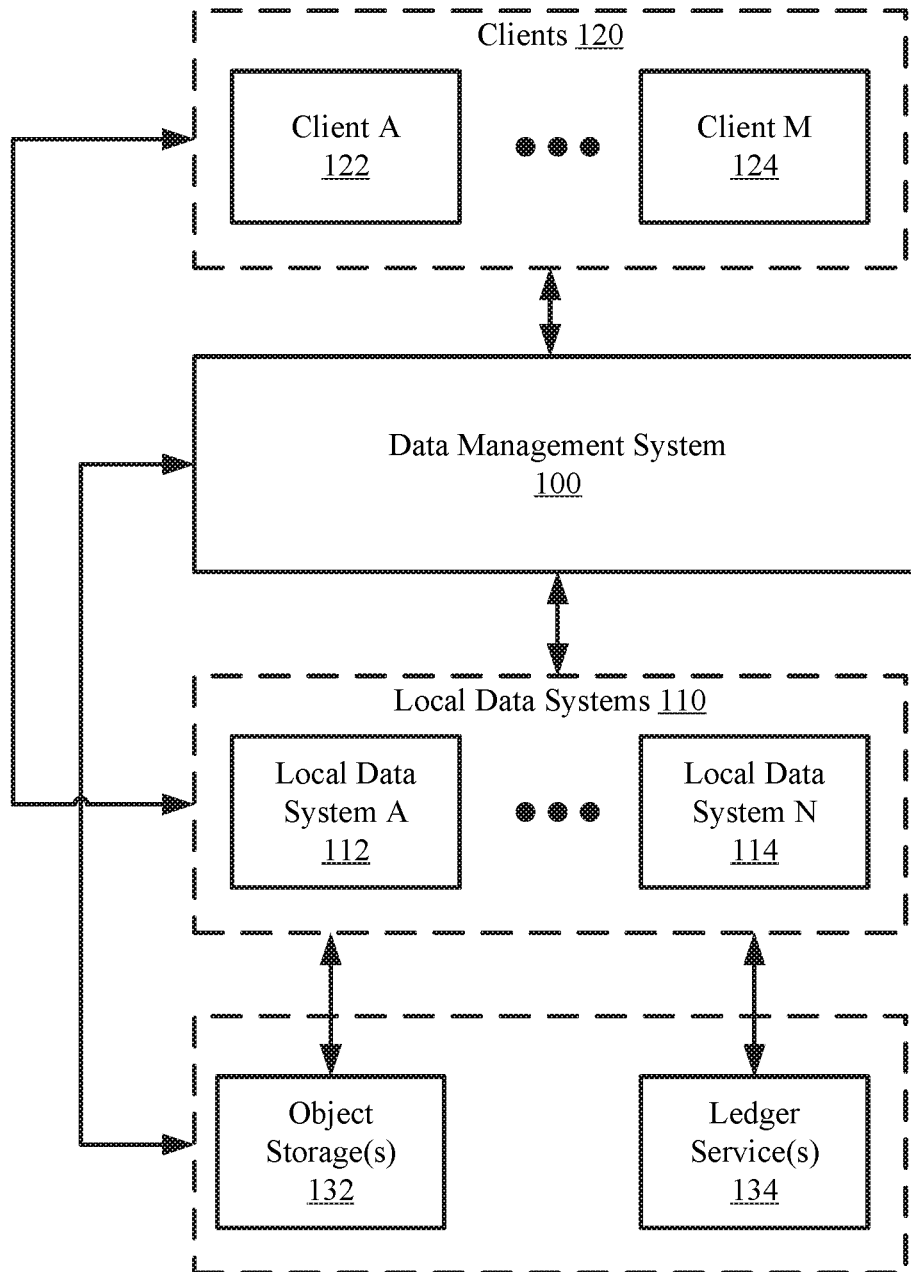 Clients 120
Client A
122
Client M
124
Data Management System
100
Local Data Systems 110
Local Data
System A
112
Local Data
System N
114
Object
Storage(s)
132
Ledger
Service(s)
134